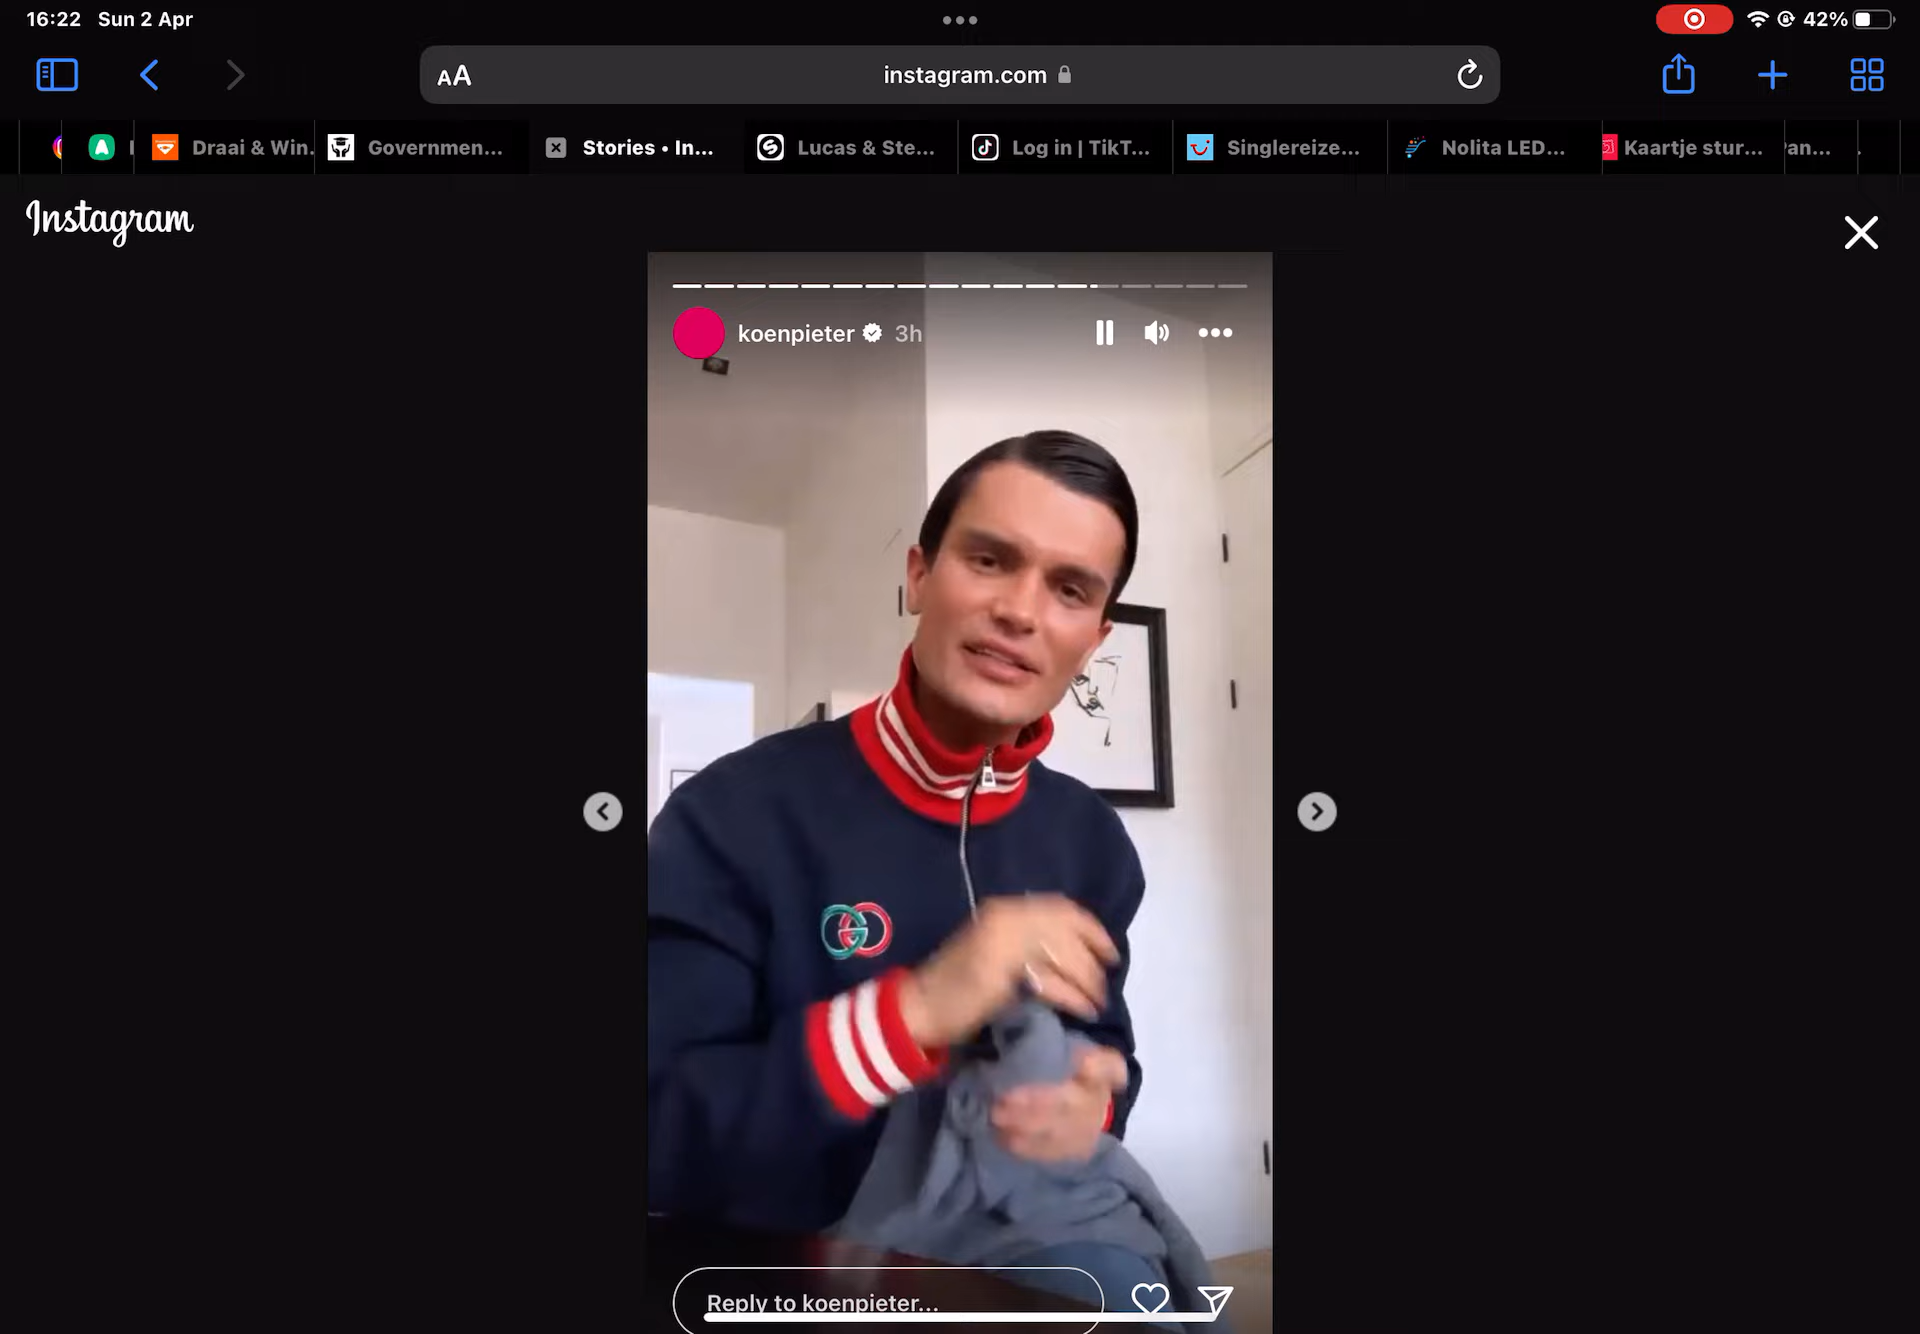 16:22 Sun 2 Apr
42%
AA
instagram.com
Draai & Win.
Governmen...
Stories • In...
Lucas & Ste...
Log in | TikT...
Singlereize...
Nolita LED...
Kaartje stur...
an...
Instagram
koenpieter 3h
Reply to koenpieter...